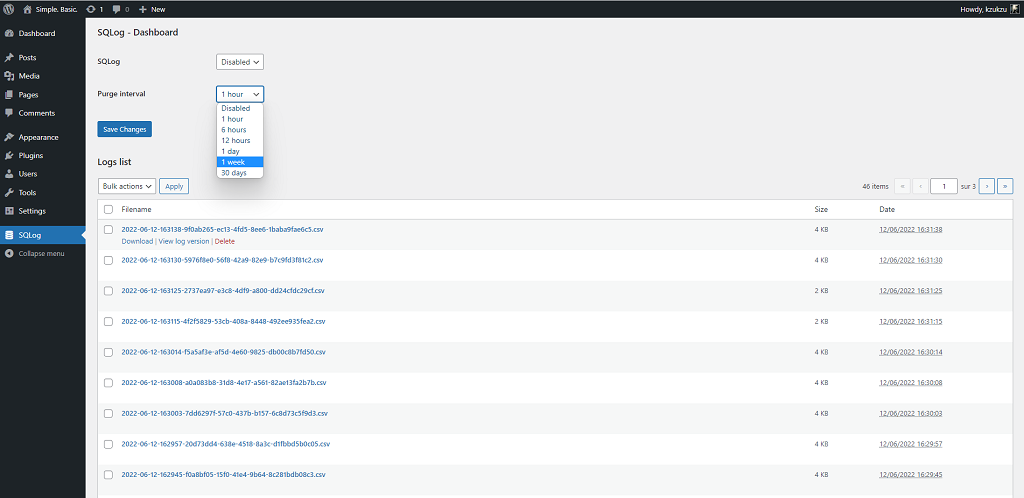 Simple. Basic. 1 0 New Howdy, kzukzu
Dashboard
Posts
Media
Pages
Comments
Appearance
Plugins
Users
Tools
Settings
SQLog
Collapse menu
SQLog - Dashboard
SQLog Disabled
Purge interval 1 hour
Disabled
1 hour
6 hours
12 hours
1 day
1 week
30 days
Save Changes
Logs list
Bulk actions Apply 46 items « ‹ 1 sur 3 › »
Filename Size Date
2022-06-12-163138-9f0ab265-ec13-4fd5-8ee6-1baba9fae6c5.csv 4 KB 12/06/2022 16:31:38
Download | View log version | Delete
2022-06-12-163130-5976f8e0-56f8-42a9-82e9-b7c9fd3f81c2.csv 4 KB 12/06/2022 16:31:30
2022-06-12-163125-2737ea97-e3c8-4df9-a800-dd24cfdc29cf.csv 2 KB 12/06/2022 16:31:25
2022-06-12-163115-4f2f5829-53cb-408a-8448-492ee935fea2.csv 2 KB 12/06/2022 16:31:15
2022-06-12-163014-f5a5af3e-af5d-4e60-9825-db00c8b7fd50.csv 4 KB 12/06/2022 16:30:14
2022-06-12-163008-a0a083b8-31d8-4e17-a561-82ae13fa2b7b.csv 4 KB 12/06/2022 16:30:08
2022-06-12-163003-7dd6297f-57c0-437b-b157-6c8d73c5f9d3.csv 4 KB 12/06/2022 16:30:03
2022-06-12-162957-20d73dd4-638e-4518-8a3c-d1fbbd5b0c05.csv 4 KB 12/06/2022 16:29:57
2022-06-12-162945-f0a8bf05-15f0-41e4-9b64-8c281bdb08c3.csv 4 KB 12/06/2022 16:29:45